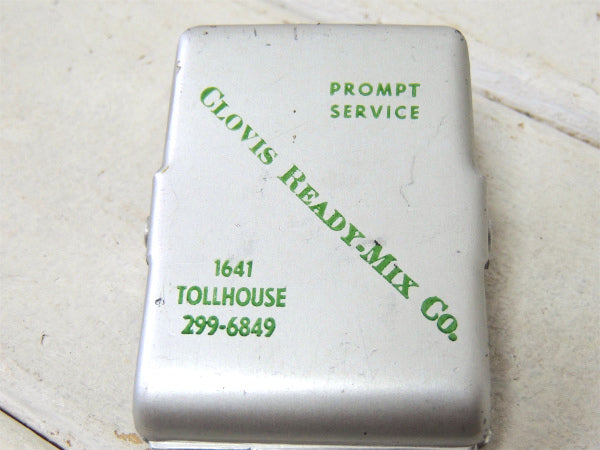 PROMPT
SERVICE
CLOVIS READY-MIX CO.
1641
TOLLHOUSE
299-6849